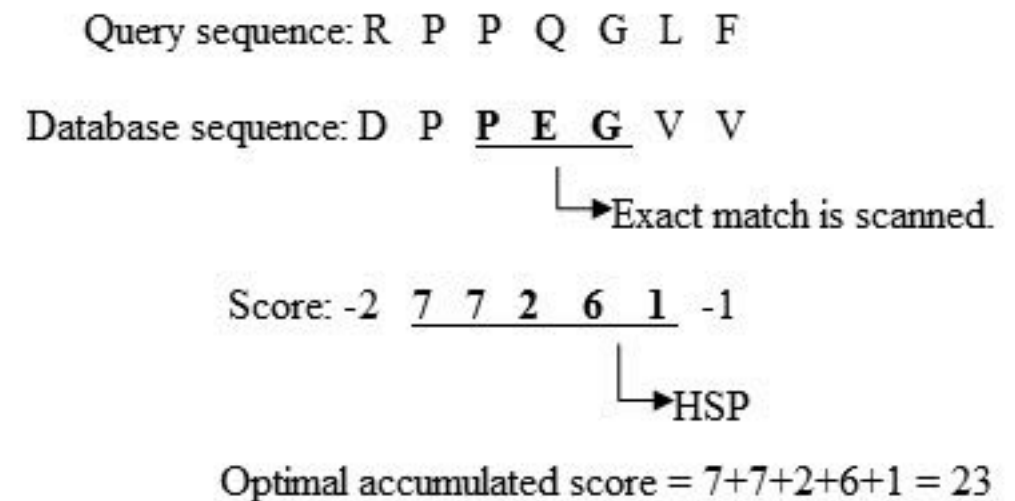 Query sequence: R P P Q G L F
Database sequence: D P P E G V V
Exact match is scanned.
Score: -2 7 7 2 6 1 -1
HSP
Optimal accumulated score = 7+7+2+6+1 = 23